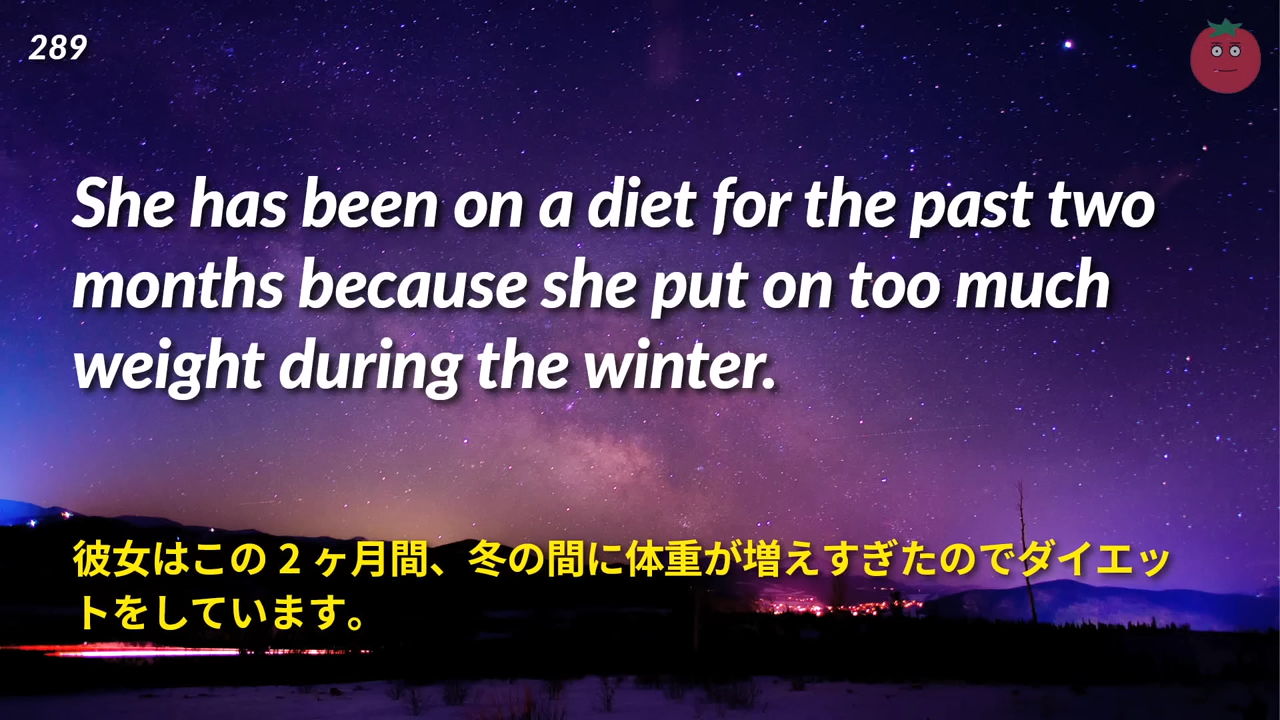 289
She has been on a diet for the past two
months because she put on too much
weight during the winter.
彼女はこの 2 ヶ月間、冬の間に体重が増えすぎたのでダイエッ
トをしています。